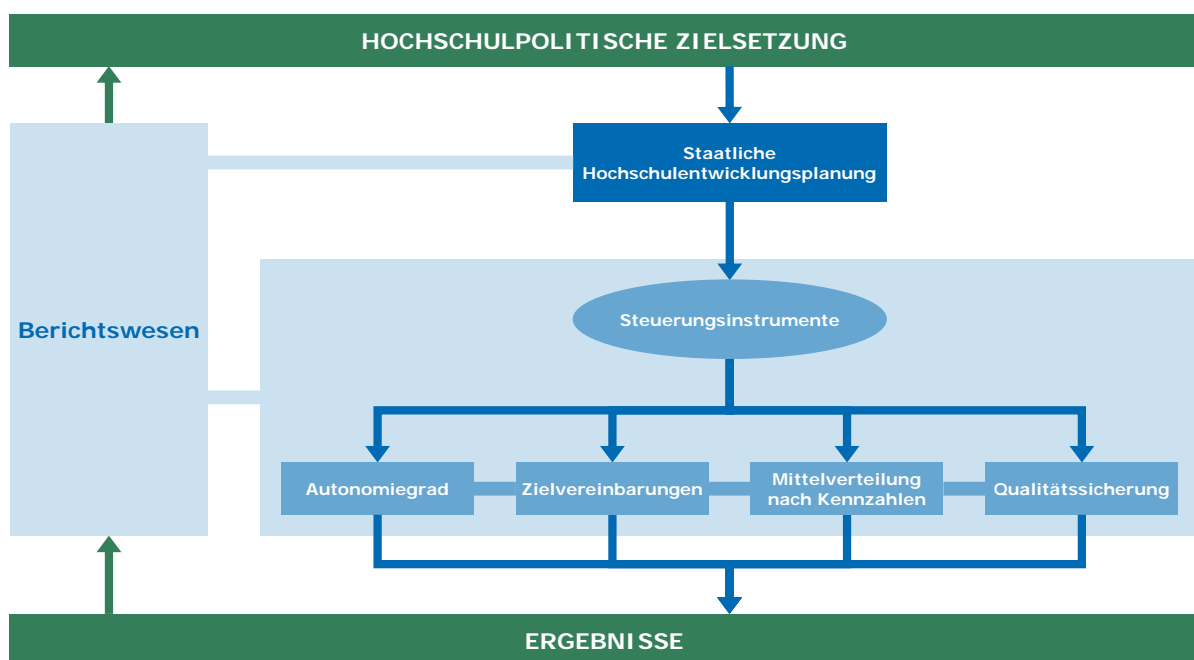 HOCHSCHULPOLITISCHE ZIELSETZUNG
Staatliche
Hochschulentwicklungsplanung
Berichtswesen
Steuerungsinstrumente
Autonomiegrad
Zielvereinbarungen
Mittelverteilung
nach Kennzahlen
Qualitätssicherung
ERGEBNISSE